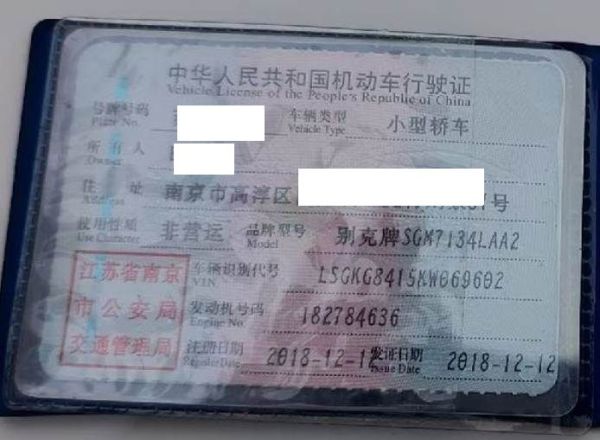 中华人民共和国机动车行驶证
Vehicle License of the People's Republic of China
号牌号码 车辆类型 小型轿车
Plate No. Vehicle Type
所有人
Owner
住址 南京市高淳区 号
Address
使用性质 非营运 品牌型号 别克牌SGM7134LAA2
Use Character Model
江苏省南京
市公安局
交通管理局
车辆识别代号 LSGKG8415KW069602
VIN
发动机号码 182784636
Engine No.
注册日期 2018-12-12 发证日期 2018-12-12
Register Date Issue Date